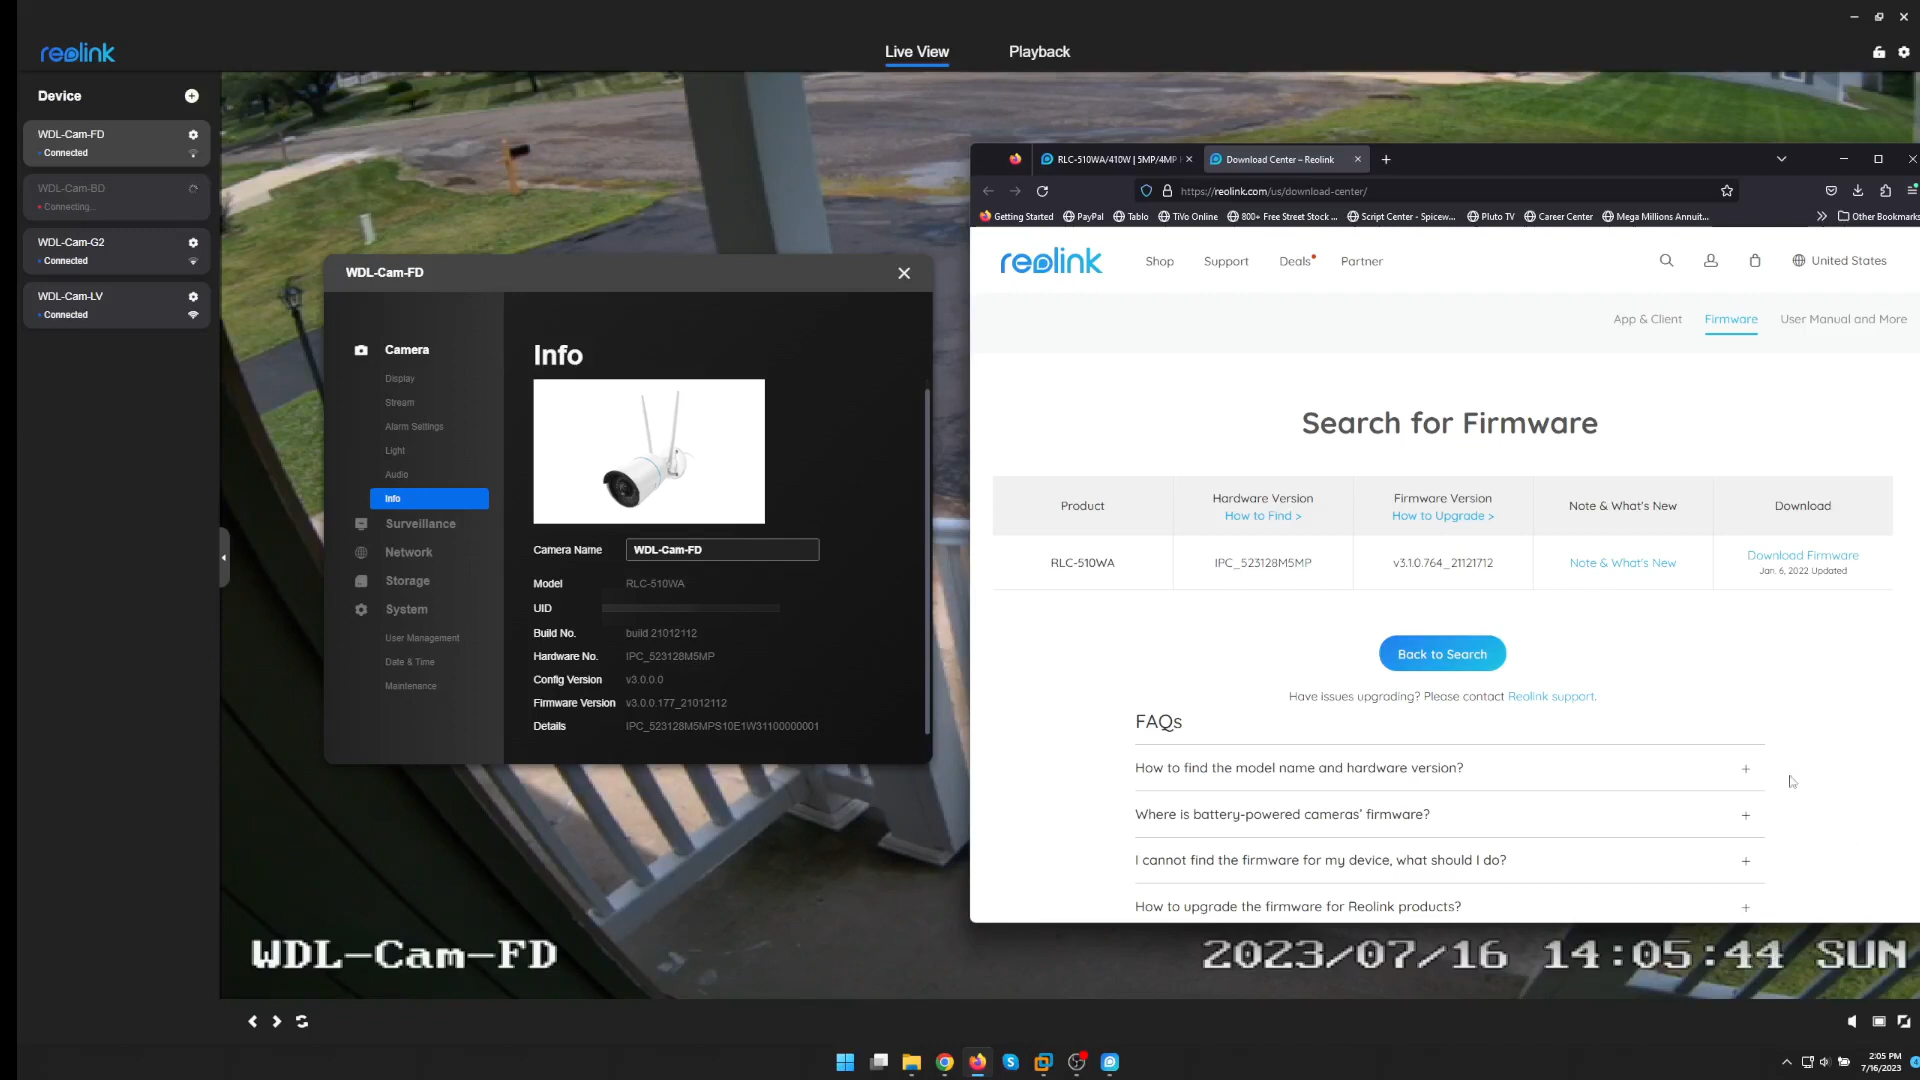 reolink
Live View
Playback
Device
WDL-Cam-FD
Connected
WDL-Cam-BD
Connecting...
WDL-Cam-G2
Connected
WDL-Cam-LV
Connected
WDL-Cam-FD
Camera
Display
Stream
Alarm Settings
Light
Audio
Info
Surveillance
Network
Storage
System
User Management
Date & Time
Maintenance
Info
Camera Name WDL-Cam-FD
Model RLC-510WA
UID
Build No. build 21012112
Hardware No. IPC_523128M5MP
Config Version v3.0.0.0
Firmware Version v3.0.0.177_21012112
Details IPC_523128M5MPS10E1W31100000001
RLC-510WA/410W | 5MP/4MP
Download Center – Reolink
https://reolink.com/us/download-center/
Getting Started PayPal Tablo TiVo Online 800+ Free Street Stock ... Script Center - Spicew... Pluto TV Career Center Mega Millions Annuit... Other Bookmarks
reolink Shop Support Deals Partner United States
App & Client Firmware User Manual and More
Search for Firmware
Product Hardware Version How to Find > Firmware Version How to Upgrade > Note & What's New Download
RLC-510WA IPC_523128M5MP v3.1.0.764_21121712 Note & What's New Download Firmware
Jan. 6, 2022 Updated
Back to Search
Have issues upgrading? Please contact Reolink support.
FAQs
How to find the model name and hardware version? +
Where is battery-powered cameras' firmware? +
I cannot find the firmware for my device, what should I do? +
How to upgrade the firmware for Reolink products? +
WDL-Cam-FD
2023/07/16 14:05:44 SUN
2:05 PM
7/16/2023